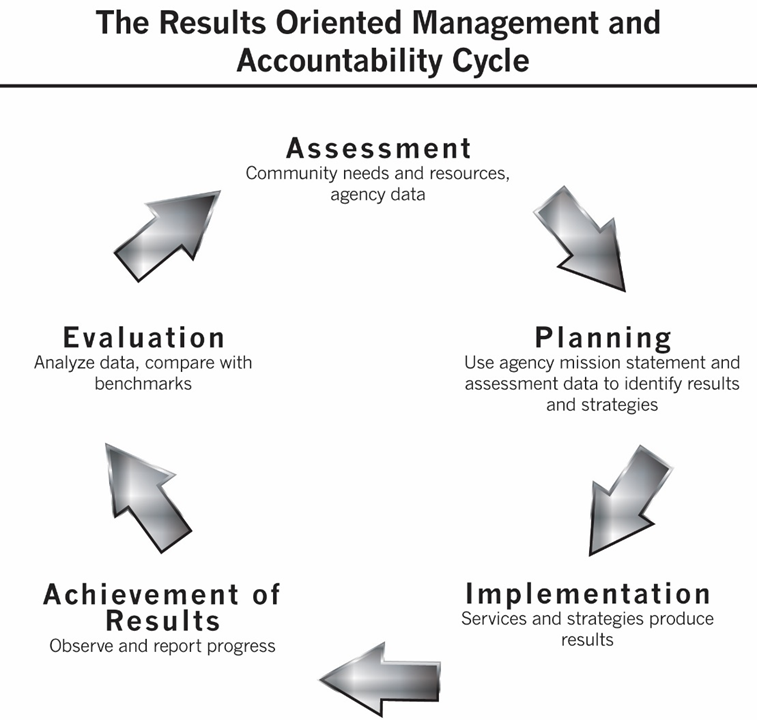 The Results Oriented Management and
Accountability Cycle
Assessment
Community needs and resources,
agency data
Planning
Use agency mission statement and
assessment data to identify results
and strategies
Implementation
Services and strategies produce
results
Achievement of
Results
Observe and report progress
Evaluation
Analyze data, compare with
benchmarks